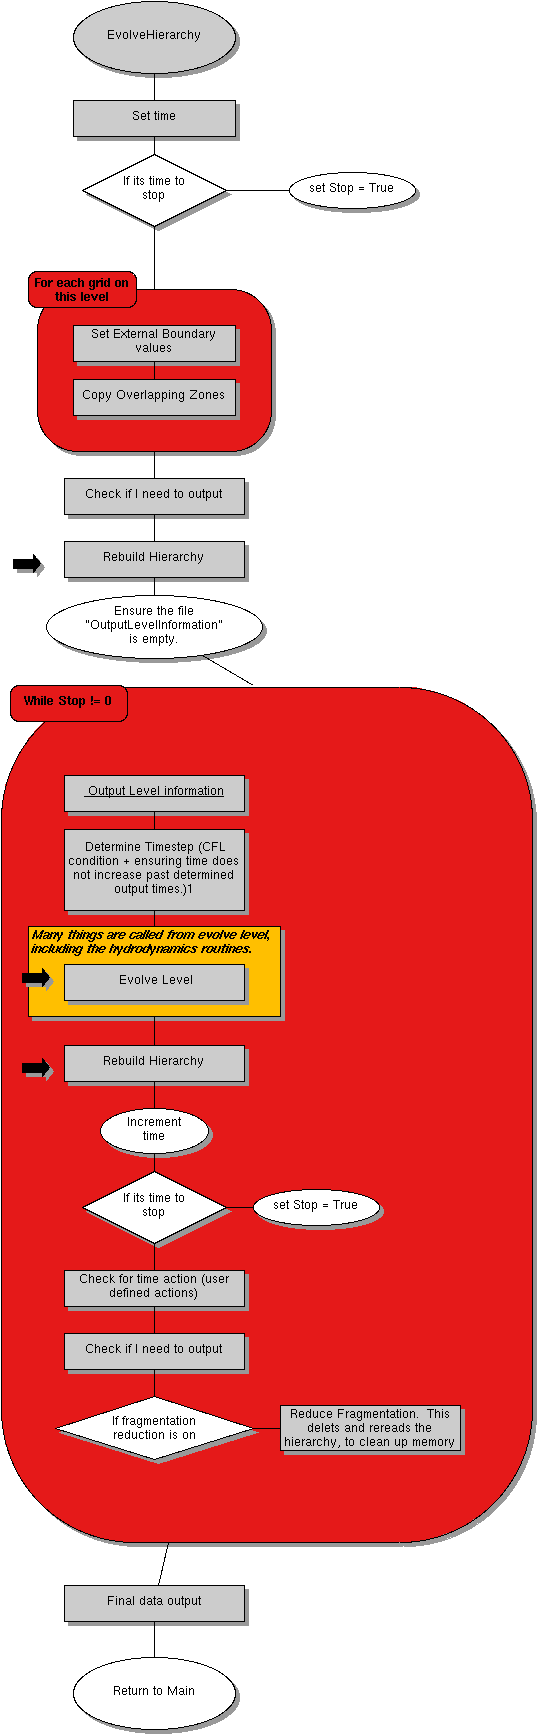 EvolveHierarchy
Set time
If its time to
stop
set Stop = True
For each grid on
this level
Set External Boundary
values
Copy Overlapping Zones
Check if I need to output
Rebuild Hierarchy
Ensure the file
"OutputLevelInformation"
is empty.
While Stop != 0
Output Level information
Determine Timestep (CFL
condition + ensuring time does
not increase past determined
output times.)1
Many things are called from evolve level,
including the hydrodynamics routines.
Evolve Level
Rebuild Hierarchy
Increment
time
If its time to
stop
set Stop = True
Check for time action (user
defined actions)
Check if I need to output
If fragmentation
reduction is on
Reduce Fragmentation. This
delets and rereads the
hierarchy, to clean up memory
Final data output
Return to Main